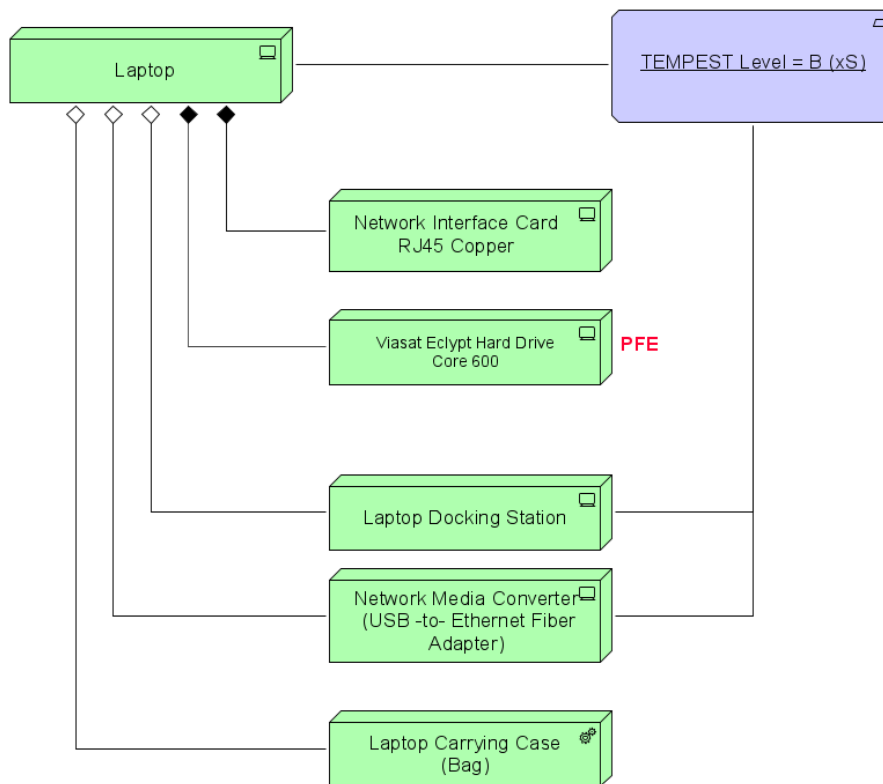 Laptop
TEMPEST Level = B (xS)
Network Interface Card
RJ45 Copper
Viasat Eclypt Hard Drive
Core 600
PFE
Laptop Docking Station
Network Media Converter
(USB -to- Ethernet Fiber
Adapter)
Laptop Carrying Case
(Bag)